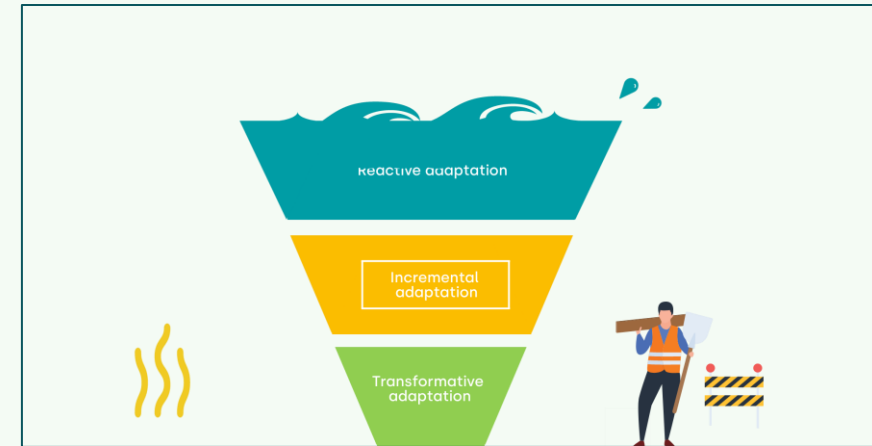 Reactive adaptation
Incremental
adaptation
Transformative
adaptation